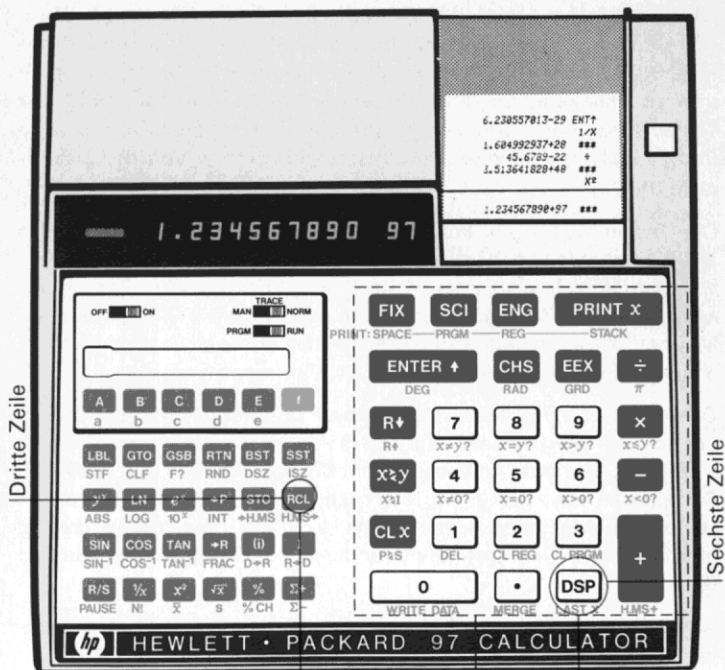 6.230557013-29 ENT↑
1/X
1.604992937+28 ***
45.6789-22 ÷
3.513641828+48 ***
X²
1.234567890+97 ***
1.234567890 97
OFF ON
TRACE
MAN NORM
PRGM RUN
A B C D E f
a b c d e
LBL GTO GSB RTN BST SST
STF CLF F? RND DSZ ISZ
yˣ LN eˣ →P STO RCL
ABS LOG 10ˣ INT →H.MS H.MS→
SIN COS TAN →R (i) I
SIN⁻¹ COS⁻¹ TAN⁻¹ FRAC D→R R→D
R/S 1/x x² √x % Σ+
PAUSE N! x̄ s % CH Σ−
FIX SCI ENG PRINT x
PRINT: SPACE PRGM REG STACK
ENTER ↑ CHS EEX ÷
DEG RAD GRD π
R↓ 7 8 9 ×
R↑ x≠y? x=y? x>y? x≤y?
x⇄y 4 5 6 −
x⇄I x≠0? x=0? x>0? x<0?
CL x 1 2 3 +
P⇄S DEL CL REG CL PRGM
0 • DSP
WRITE DATA MERGE LAST X H.MS+
Dritte Zeile
Sechste Zeile
hp HEWLETT • PACKARD 97 CALCULATOR